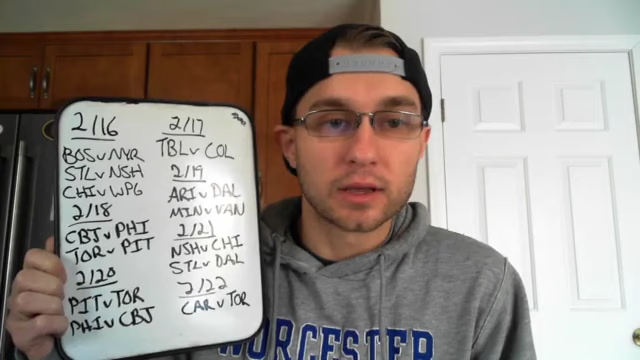 2/16
BOS v NYR
STL v NSH
CHI v WPG
2/18
CBJ v PHI
TOR v PIT
2/20
PIT v TOR
PHI v CBJ
2/17
TBL v COL
2/19
ARI v DAL
MIN v VAN
2/21
NSH v CHI
STL v DAL
2/22
CAR v TOR
WORCESTER